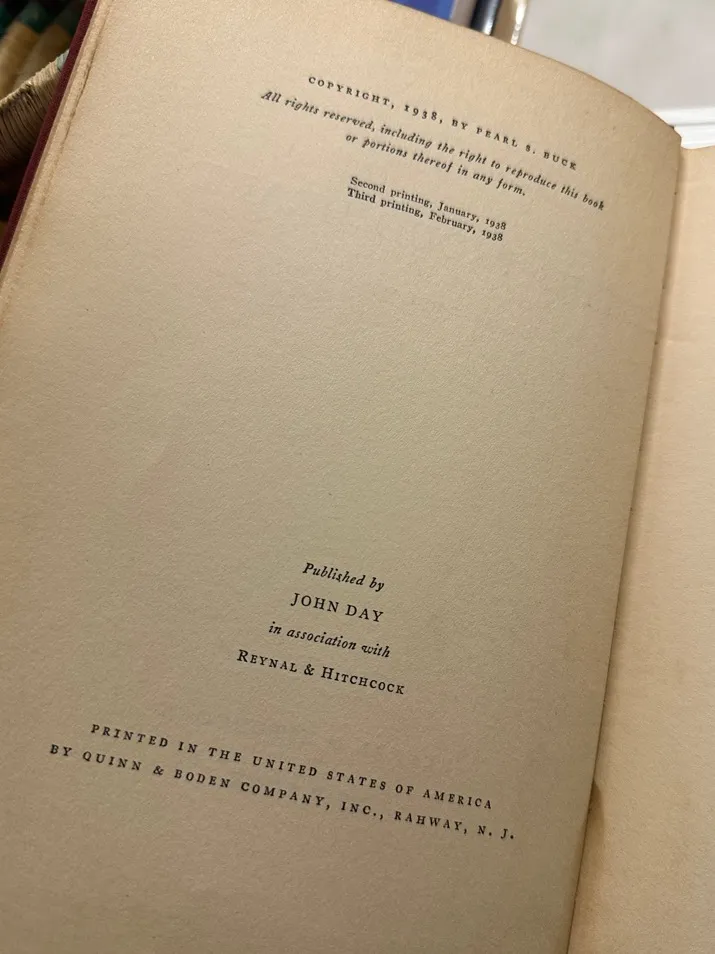 COPYRIGHT, 1938, BY PEARL S. BUCK
All rights reserved, including the right to reproduce this book
or portions thereof in any form.
Second printing, January, 1938
Third printing, February, 1938
Published by
JOHN DAY
in association with
REYNAL & HITCHCOCK
PRINTED IN THE UNITED STATES OF AMERICA
BY QUINN & BODEN COMPANY, INC., RAHWAY, N. J.